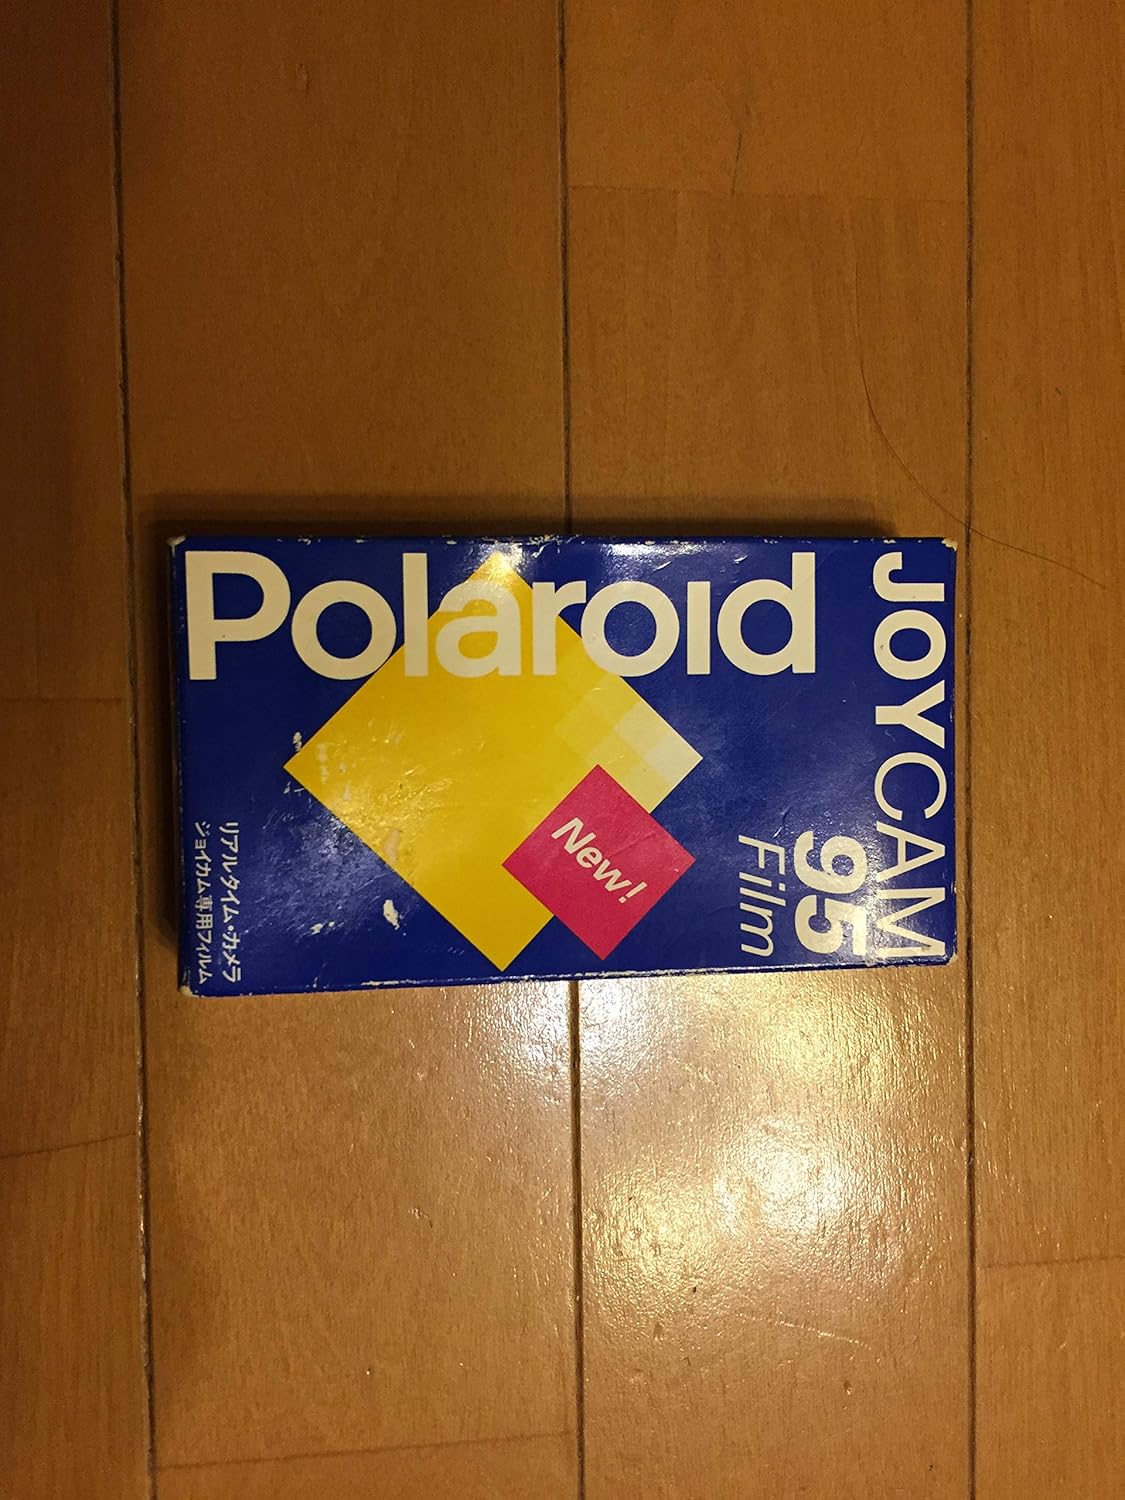 Polaroid
JOYCAM
95
Film
New!
リアルタイム・カメラ
ジョイカム専用フィルム